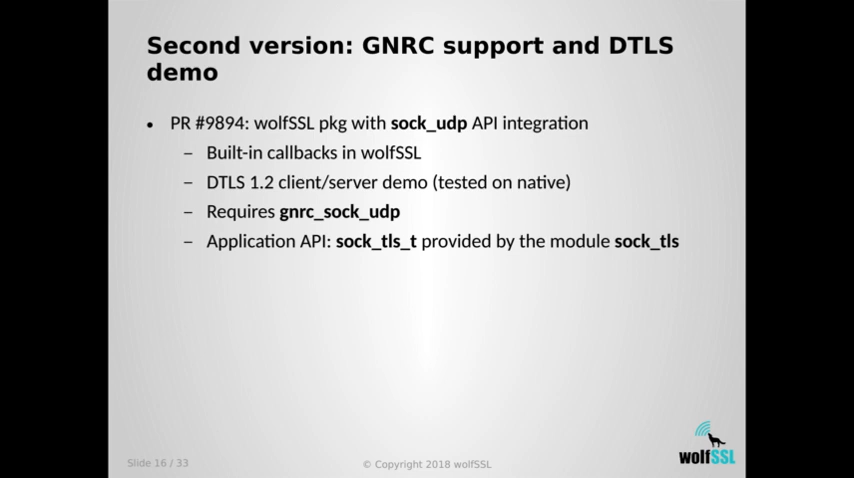 Second version: GNRC support and DTLS
demo
• PR #9894: wolfSSL pkg with sock_udp API integration
– Built-in callbacks in wolfSSL
– DTLS 1.2 client/server demo (tested on native)
– Requires gnrc_sock_udp
– Application API: sock_tls_t provided by the module sock_tls
wolfSSL
Slide 16 / 33
© Copyright 2018 wolfSSL